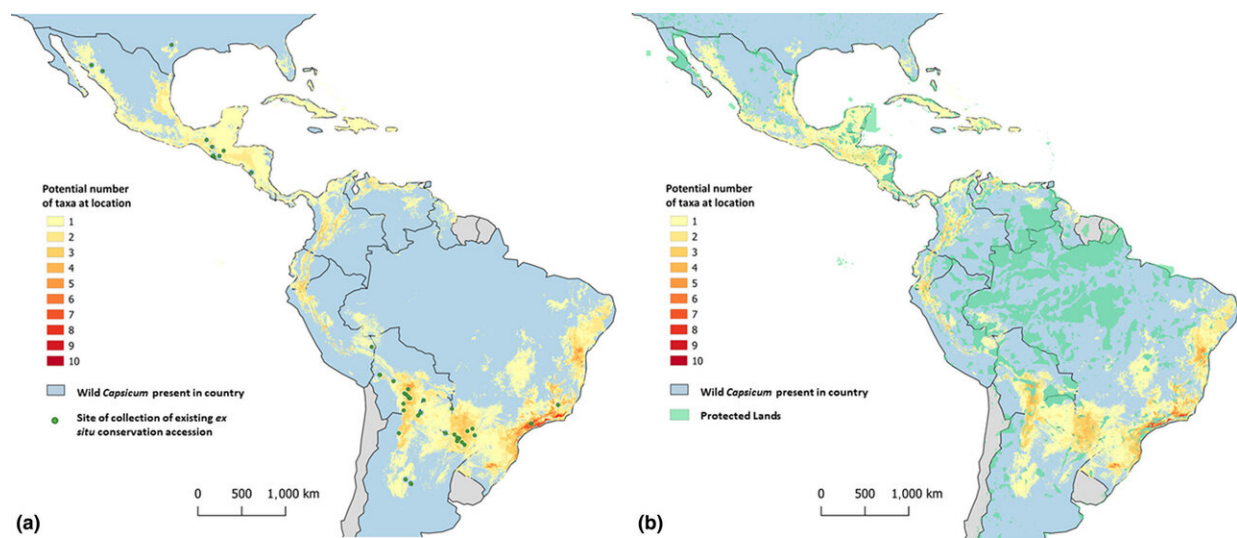 Potential number
of taxa at location
1
2
3
4
5
6
7
8
9
10
Wild Capsicum present in country
Site of collection of existing ex
situ conservation accession
0 500 1,000 km
(a)
Potential number
of taxa at location
1
2
3
4
5
6
7
8
9
10
Wild Capsicum present in country
Protected Lands
0 500 1,000 km
(b)